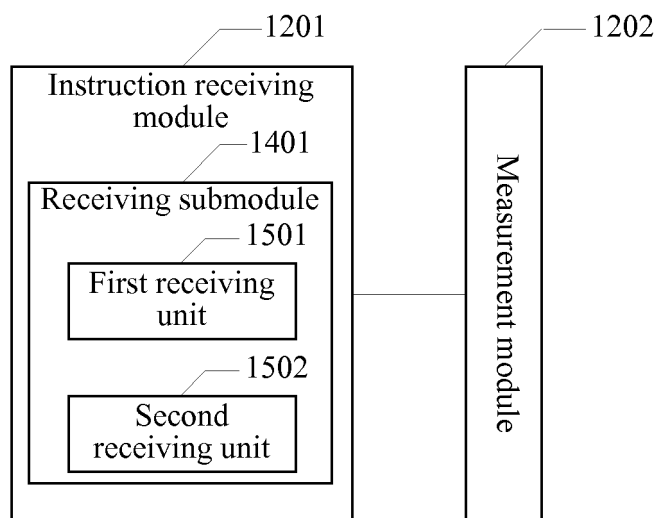 1201
1202
Instruction receiving
module
1401
Receiving submodule
1501
First receiving
unit
1502
Second
receiving unit
Measurement module